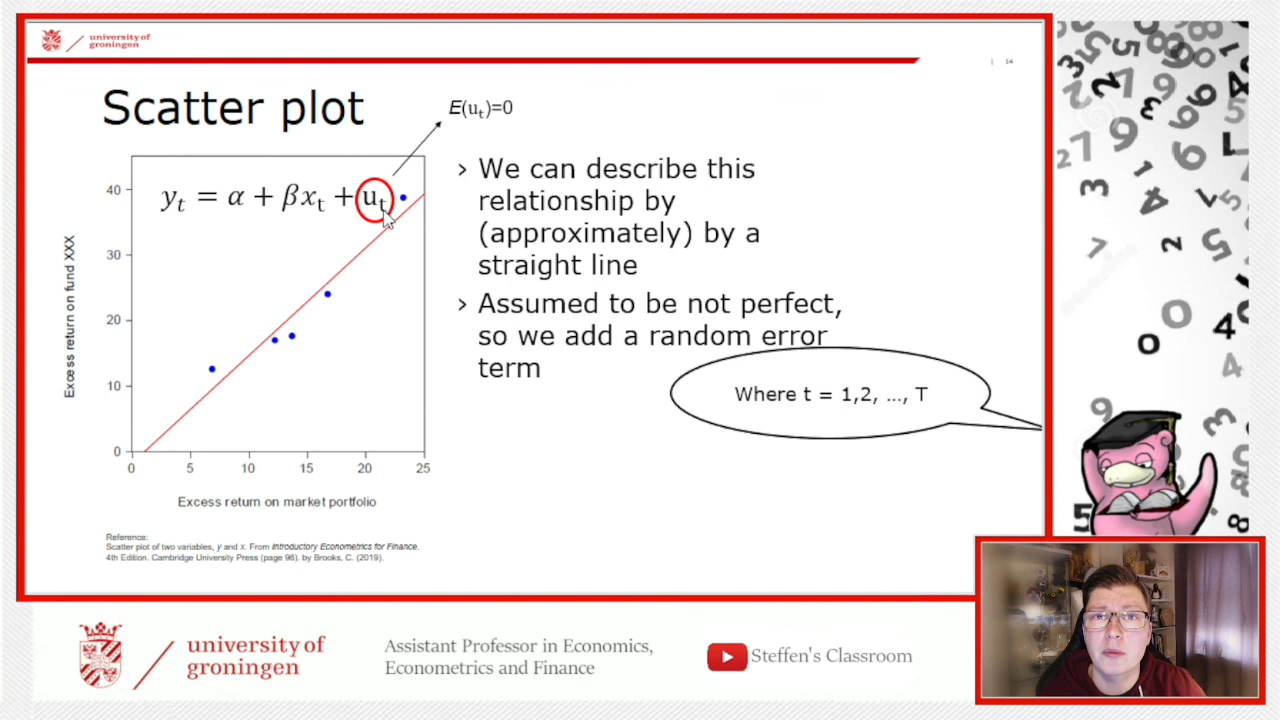 university of
groningen
14
Scatter plot
E(uₜ)=0
yₜ = α + βxₜ + uₜ
40
30
20
10
0
0 5 10 15 20 25
Excess return on fund XXX
Excess return on market portfolio
› We can describe this
relationship by
(approximately) by a
straight line
› Assumed to be not perfect,
so we add a random error
term
Where t = 1,2, ..., T
Reference:
Scatter plot of two variables, y and x. From Introductory Econometrics for Finance.
4th Edition. Cambridge University Press (page 96). by Brooks, C. (2019).
university of
groningen
Assistant Professor in Economics,
Econometrics and Finance
Steffen's Classroom